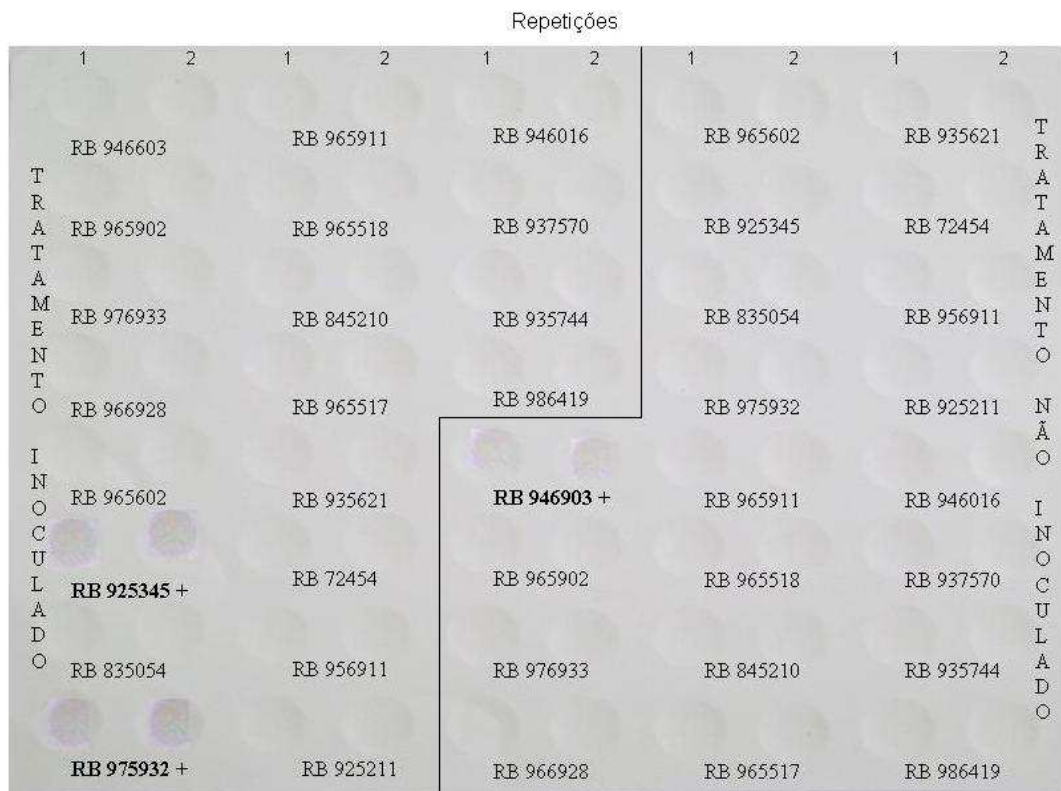 Repetições
1 2 1 2 1 2 1 2 1 2
RB 946603 RB 965911 RB 946016 RB 965602 RB 935621
RB 965902 RB 965518 RB 937570 RB 925345 RB 72454
RB 976933 RB 845210 RB 935744 RB 835054 RB 956911
RB 966928 RB 965517 RB 986419 RB 975932 RB 925211
RB 965602 RB 935621 RB 946903 + RB 965911 RB 946016
RB 925345 + RB 72454 RB 965902 RB 965518 RB 937570
RB 835054 RB 956911 RB 976933 RB 845210 RB 935744
RB 975932 + RB 925211 RB 966928 RB 965517 RB 986419
TRATAMENTO INOCULADO
TRATAMENTO NÃO INOCULADO